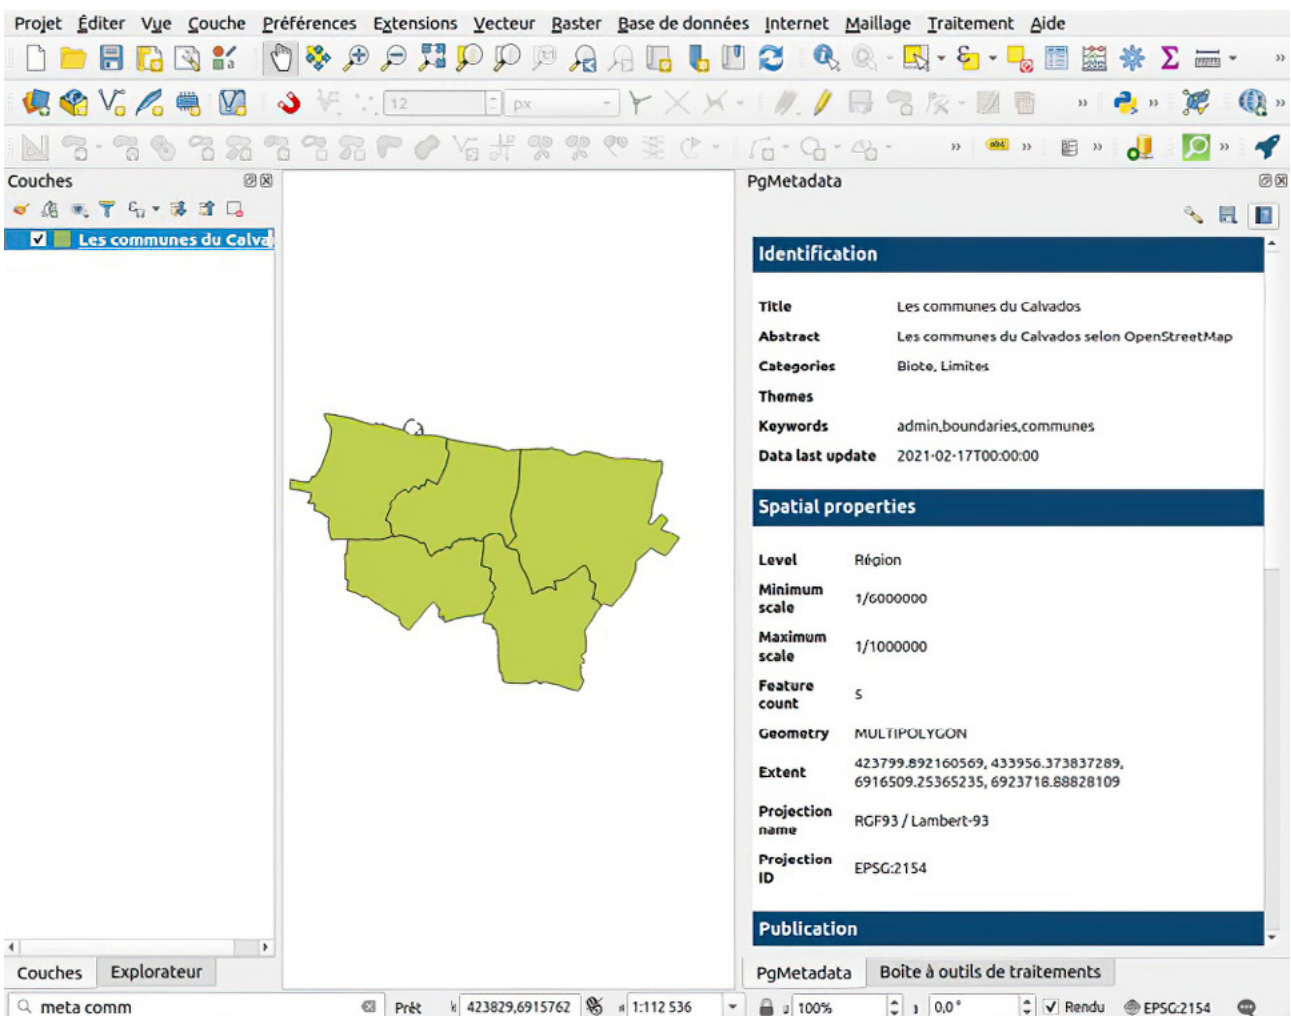 Projet Éditer Vue Couche Préférences Extensions Vecteur Raster Base de données Internet Maillage Traitement Aide
12 px
abc
Couches
Les communes du Calva
PgMetadata
Identification
Title Les communes du Calvados
Abstract Les communes du Calvados selon OpenStreetMap
Categories Biote, Limites
Themes
Keywords admin,boundaries,communes
Data last update 2021-02-17T00:00:00
Spatial properties
Level Région
Minimum scale 1/6000000
Maximum scale 1/1000000
Feature count 5
Geometry MULTIPOLYGON
Extent 423799.892160569, 433956.373837289,
6916509.25365235, 6923718.88828109
Projection name RGF93 / Lambert-93
Projection ID EPSG:2154
Publication
Couches Explorateur
PgMetadata Boite à outils de traitements
meta comm Prêt 423829,6915762 1:112 536 100% 0,0 ° Rendu EPSG:2154